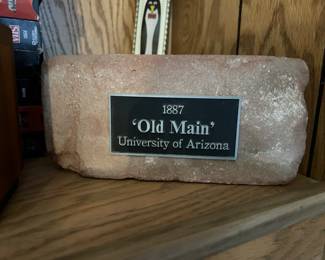 1887
'Old Main'
University of Arizona